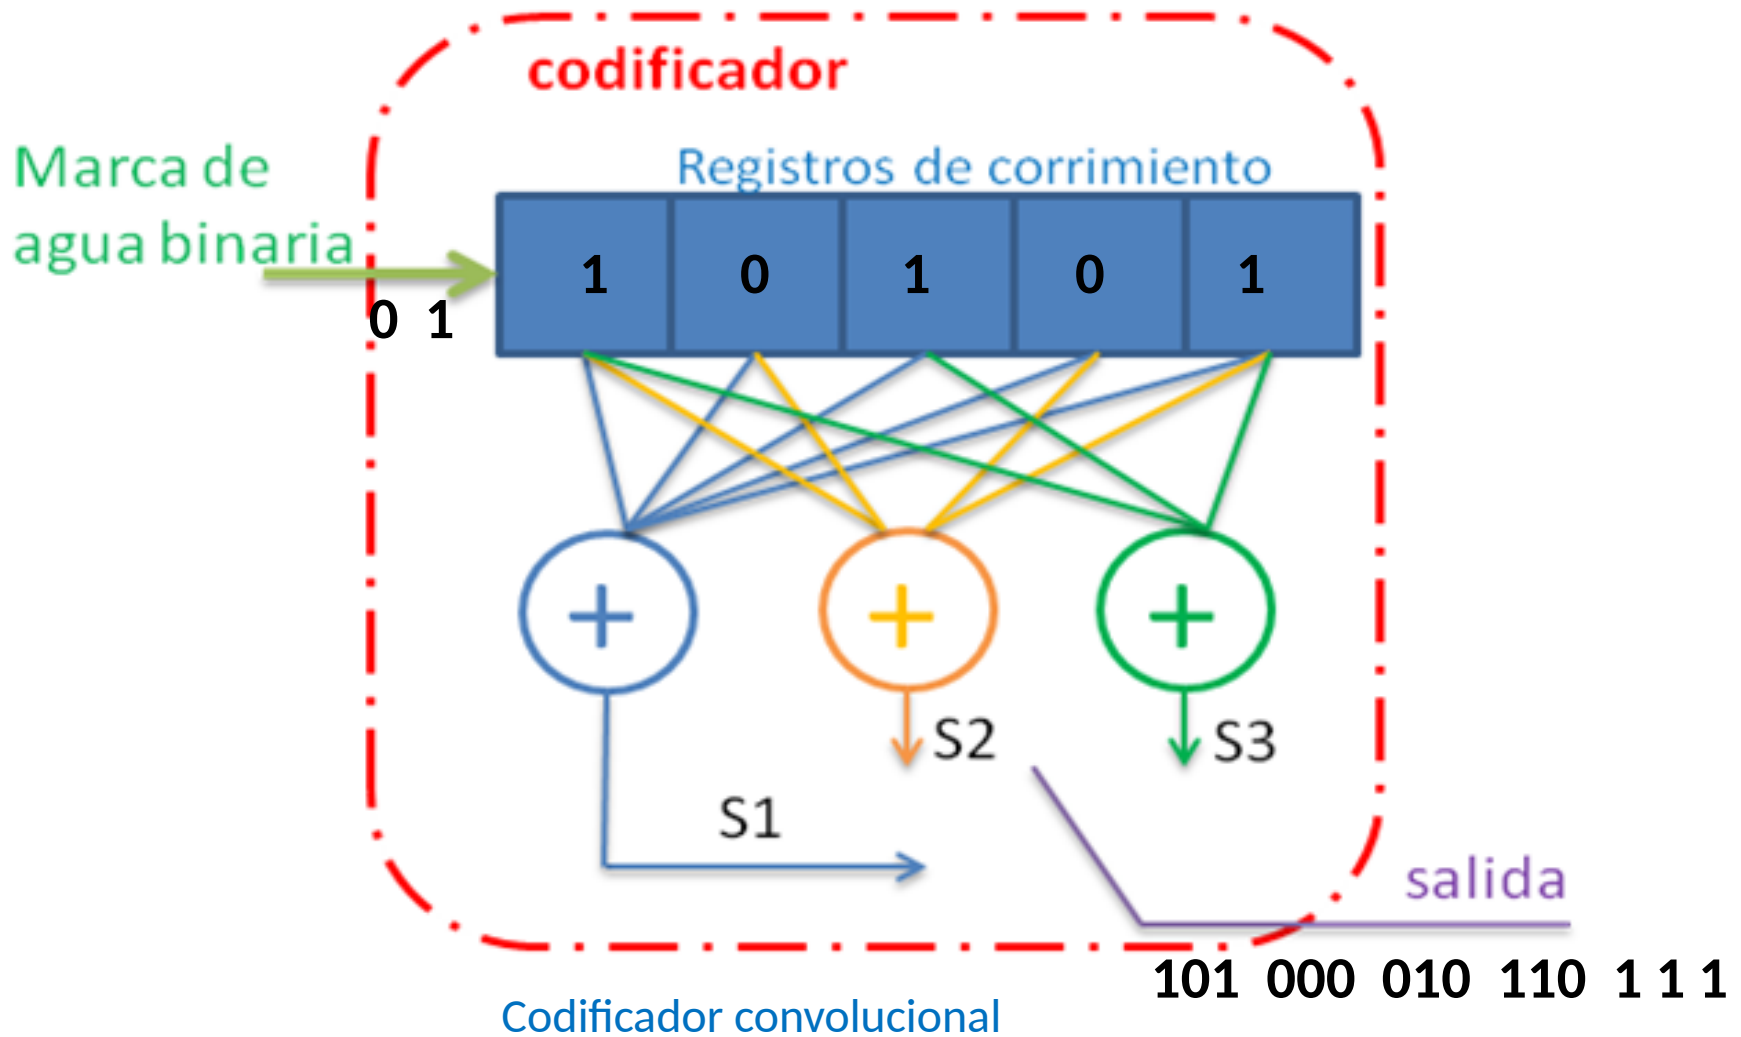 codificador
Marca de
agua binaria
Registros de corrimiento
1 0 1 0 1
0 1
+ + +
S2
S3
S1
salida
101 000 010 110 1 1 1
Codificador convolucional